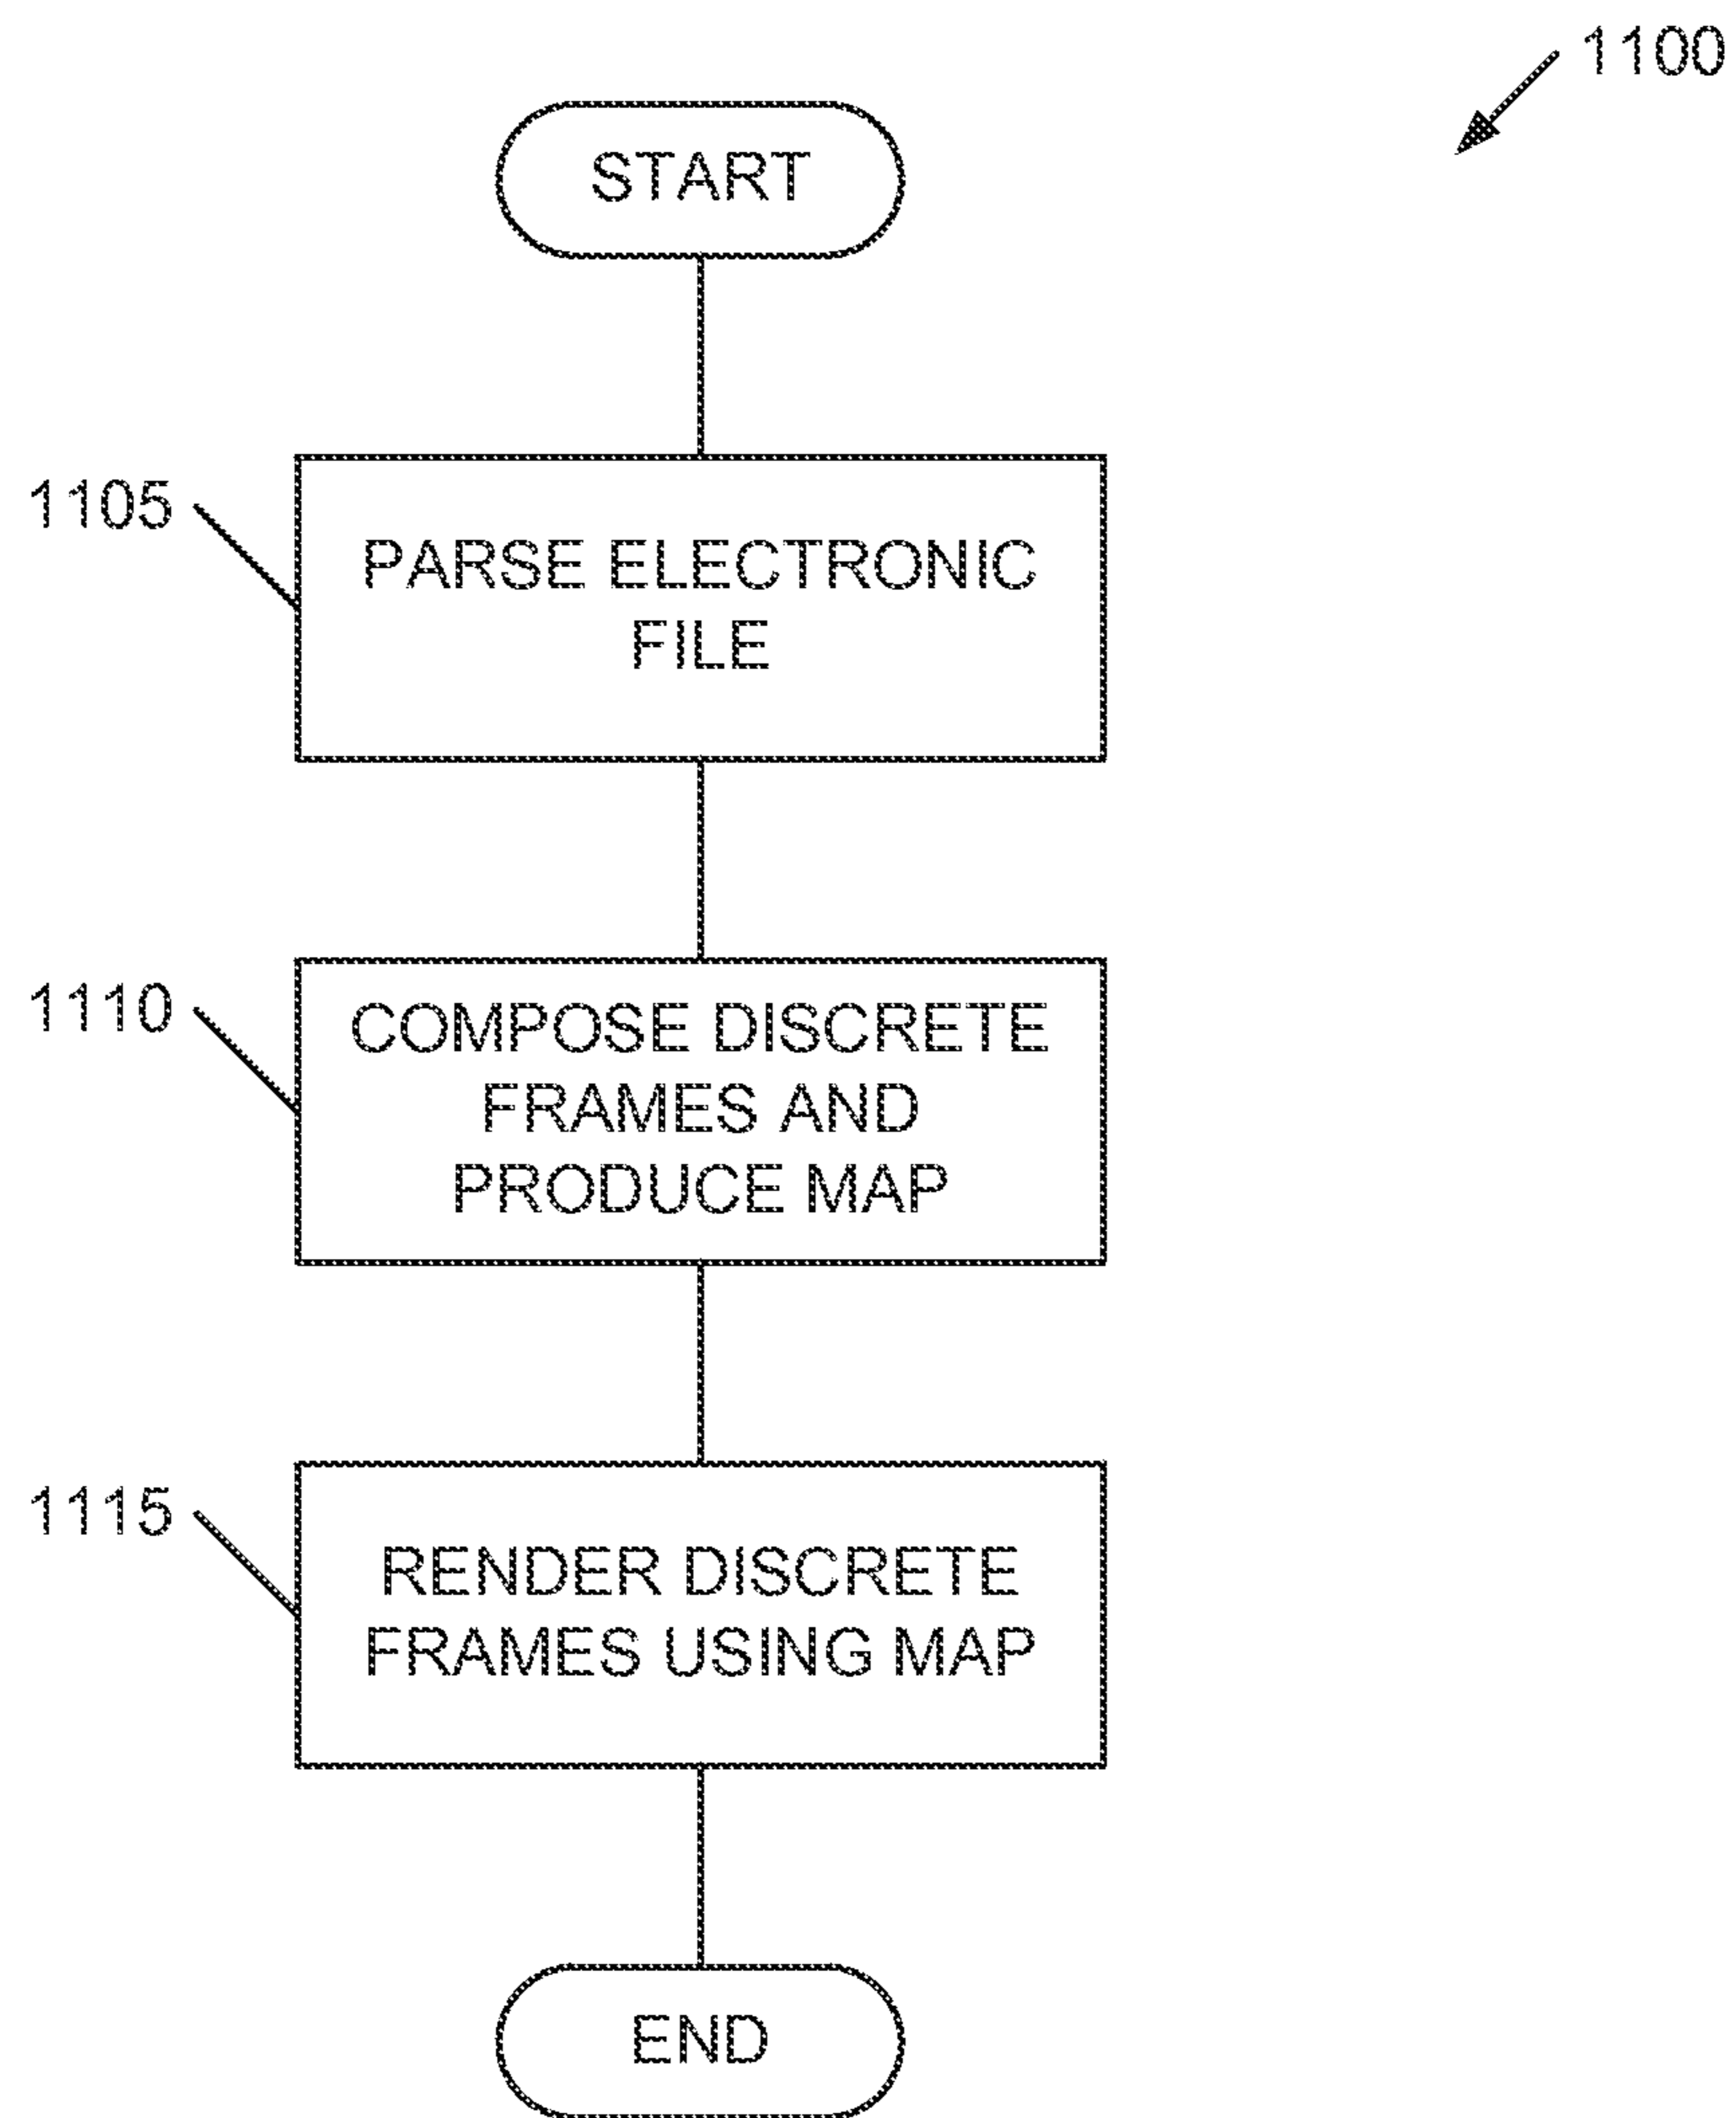 1100
START
1105
PARSE ELECTRONIC
FILE
1110
COMPOSE DISCRETE
FRAMES AND
PRODUCE MAP
1115
RENDER DISCRETE
FRAMES USING MAP
END